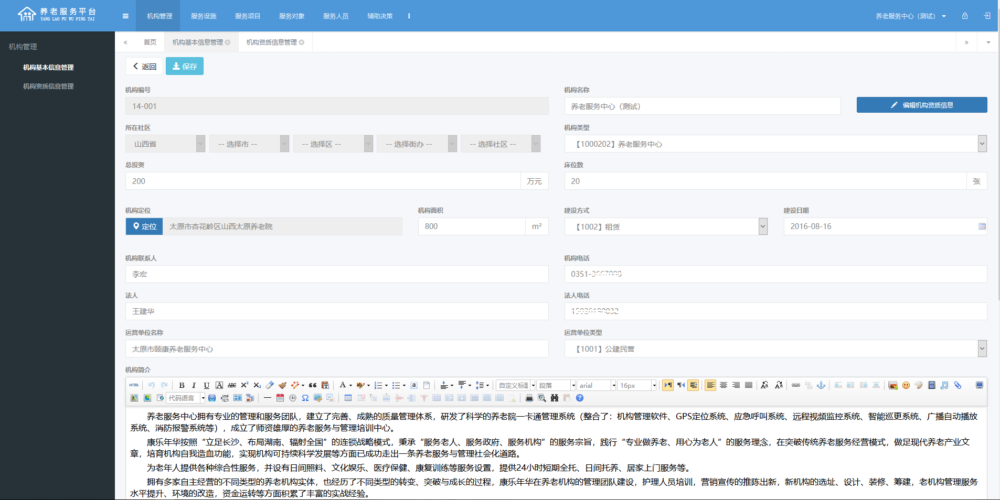 养老服务平台
YANG LAO FU WU PING TAI
机构管理
服务设施
服务项目
服务对象
服务人员
辅助决策
养老服务中心（测试）
机构管理
机构基本信息管理
机构资质信息管理
首页
机构基本信息管理
机构资质信息管理
返回
保存
机构编号
14-001
机构名称
养老服务中心（测试）
编辑机构资质信息
所在社区
山西省
-- 选择市 --
-- 选择区 --
-- 选择街办 --
-- 选择社区 --
机构类型
【1000202】养老服务中心
总投资
200
万元
床位数
20
张
机构定位
定位
太原市杏花岭区山西太原养老院
机构面积
800
m²
建设方式
【1002】租赁
建设日期
2016-08-16
机构联系人
李宏
机构电话
0351-
法人
王建华
法人电话
运营单位名称
太原市颐康养老服务中心
运营单位类型
【1001】公建民营
机构简介
HTML
自定义标题
段落
arial
16px
代码语言
养老服务中心拥有专业的管理和服务团队，建立了完善、成熟的质量管理体系，研发了科学的养老院一卡通管理系统（整合了：机构管理软件、GPS定位系统、应急呼叫系统、远程视频监控系统、智能巡更系统、广播自动播放
系统、消防报警系统等），成立了师资雄厚的养老服务与管理培训中心。
康乐年华按照“立足长沙、布局湖南、辐射全国”的连锁战略模式，秉承“服务老人、服务政府、服务机构”的服务宗旨，践行“专业做养老、用心为老人”的服务理念，在突破传统养老服务经营模式，做足现代养老产业文
章，培育机构自我造血功能，实现机构可持续科学发展等方面已成功走出一条养老服务与管理社会化道路。
为老年人提供各种综合性服务，并设有日间照料、文化娱乐、医疗保健、康复训练等服务设置，提供24小时短期全托、日间托养、居家上门服务等。
拥有多家自主经营的不同类型的养老机构实体，也经历了不同类型的转变、突破与成长的过程，康乐年华在养老机构的管理团队建设，护理人员培训，营销宣传的推陈出新，新机构的选址、设计、装修、筹建，老机构管理服务
水平提升、环境的改造，资金运转等方面积累了丰富的实战经验。